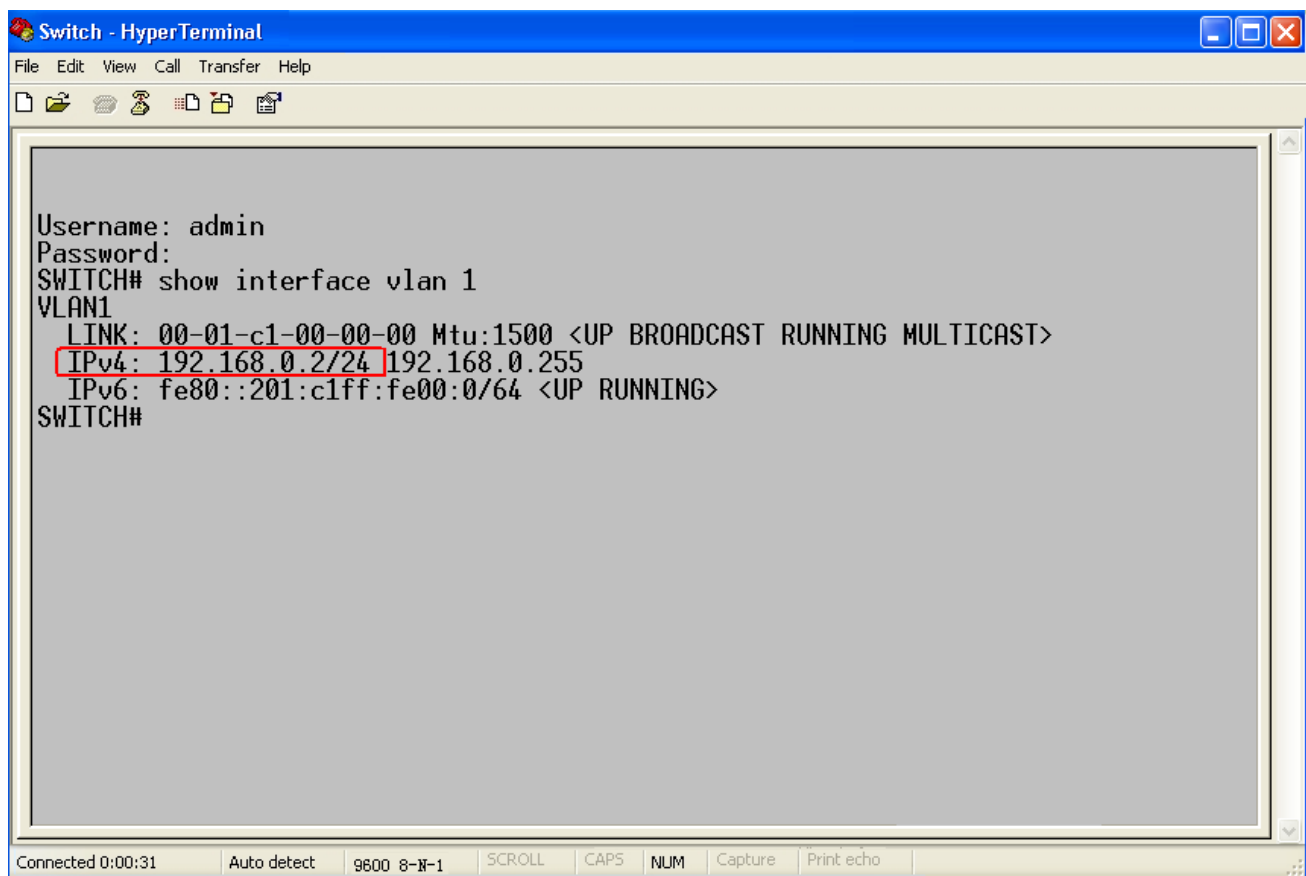 Switch - HyperTerminal
File Edit View Call Transfer Help
Username: admin
Password:
SWITCH# show interface vlan 1
VLAN1
LINK: 00-01-c1-00-00-00 Mtu:1500 <UP BROADCAST RUNNING MULTICAST>
IPv4: 192.168.0.2/24 192.168.0.255
IPv6: fe80::201:c1ff:fe00:0/64 <UP RUNNING>
SWITCH#
Connected 0:00:31 Auto detect 9600 8-N-1 SCROLL CAPS NUM Capture Print echo